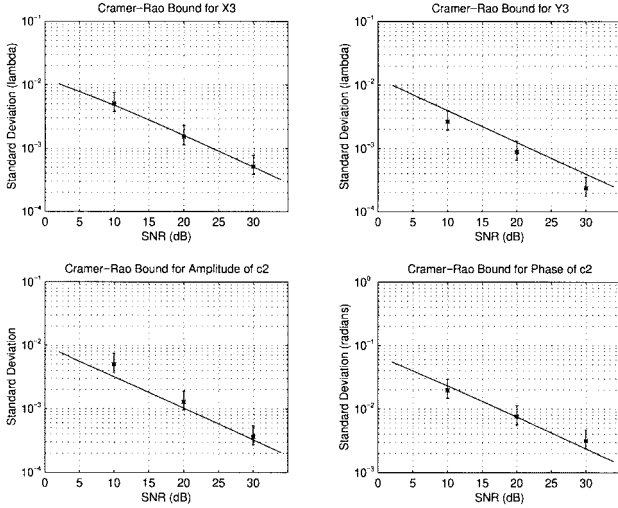 Cramer-Rao Bound for X3
Standard Deviation (lambda)
10^-1
10^-2
10^-3
10^-4
0 5 10 15 20 25 30
SNR (dB)
Cramer-Rao Bound for Y3
Standard Deviation (lambda)
10^-1
10^-2
10^-3
10^-4
0 5 10 15 20 25 30
SNR (dB)
Cramer-Rao Bound for Amplitude of c2
Standard Deviation
10^-1
10^-2
10^-3
10^-4
0 5 10 15 20 25 30
SNR (dB)
Cramer-Rao Bound for Phase of c2
Standard Deviation (radians)
10^0
10^-1
10^-2
10^-3
0 5 10 15 20 25 30
SNR (dB)